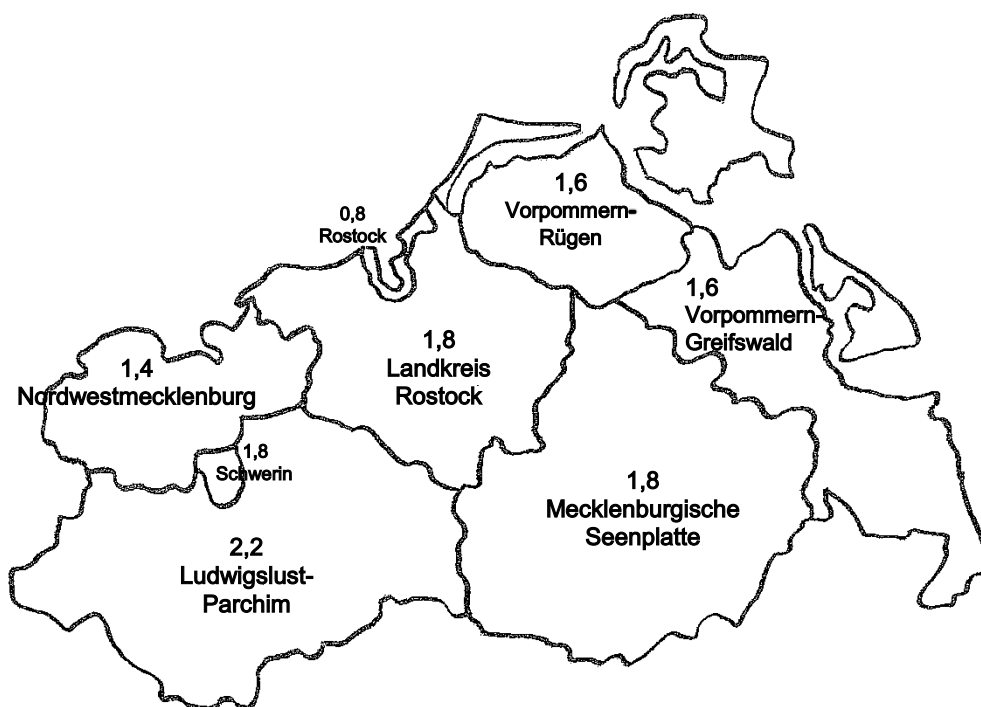 1,6
Vorpommern-
Rügen
0,8
Rostock
1,6
Vorpommern-
Greifswald
1,8
Landkreis
Rostock
1,4
Nordwestmecklenburg
1,8
Schwerin
1,8
Mecklenburgische
Seenplatte
2,2
Ludwigslust-
Parchim